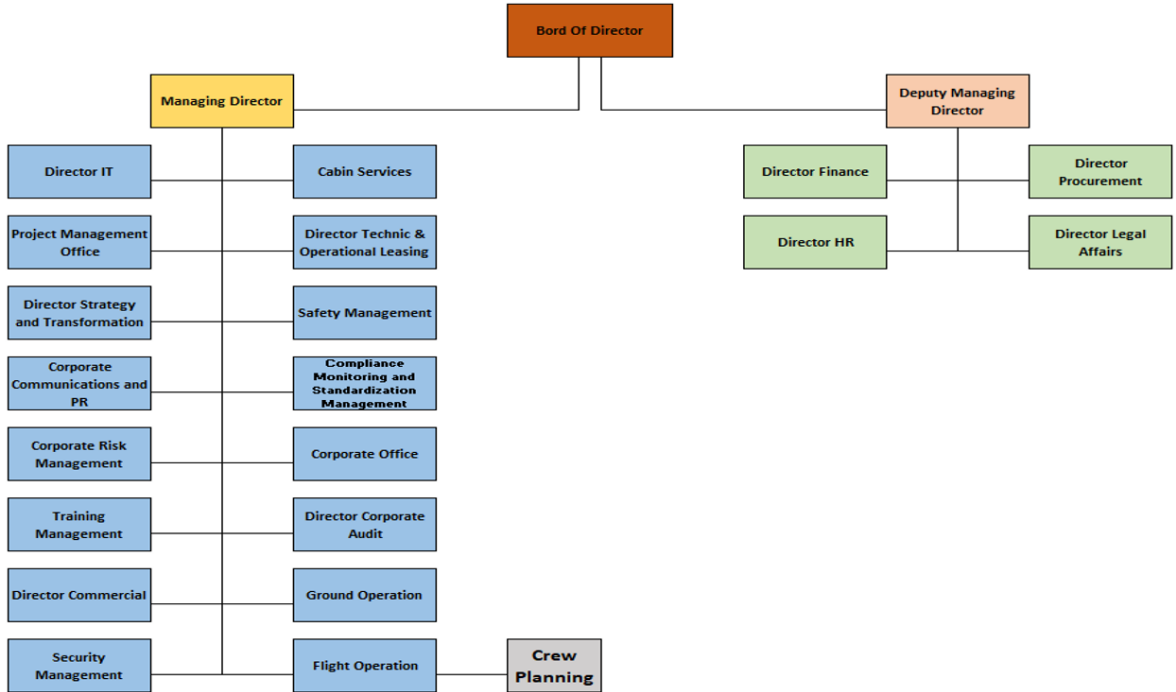 Bord Of Director
Managing Director
Deputy Managing
Director
Director IT
Cabin Services
Director Finance
Director
Procurement
Project Management
Office
Director Technic &
Operational Leasing
Director HR
Director Legal
Affairs
Director Strategy
and Transformation
Safety Management
Corporate
Communications and
PR
Compliance
Monitoring and
Standardization
Management
Corporate Risk
Management
Corporate Office
Training
Management
Director Corporate
Audit
Director Commercial
Ground Operation
Security
Management
Flight Operation
Crew
Planning